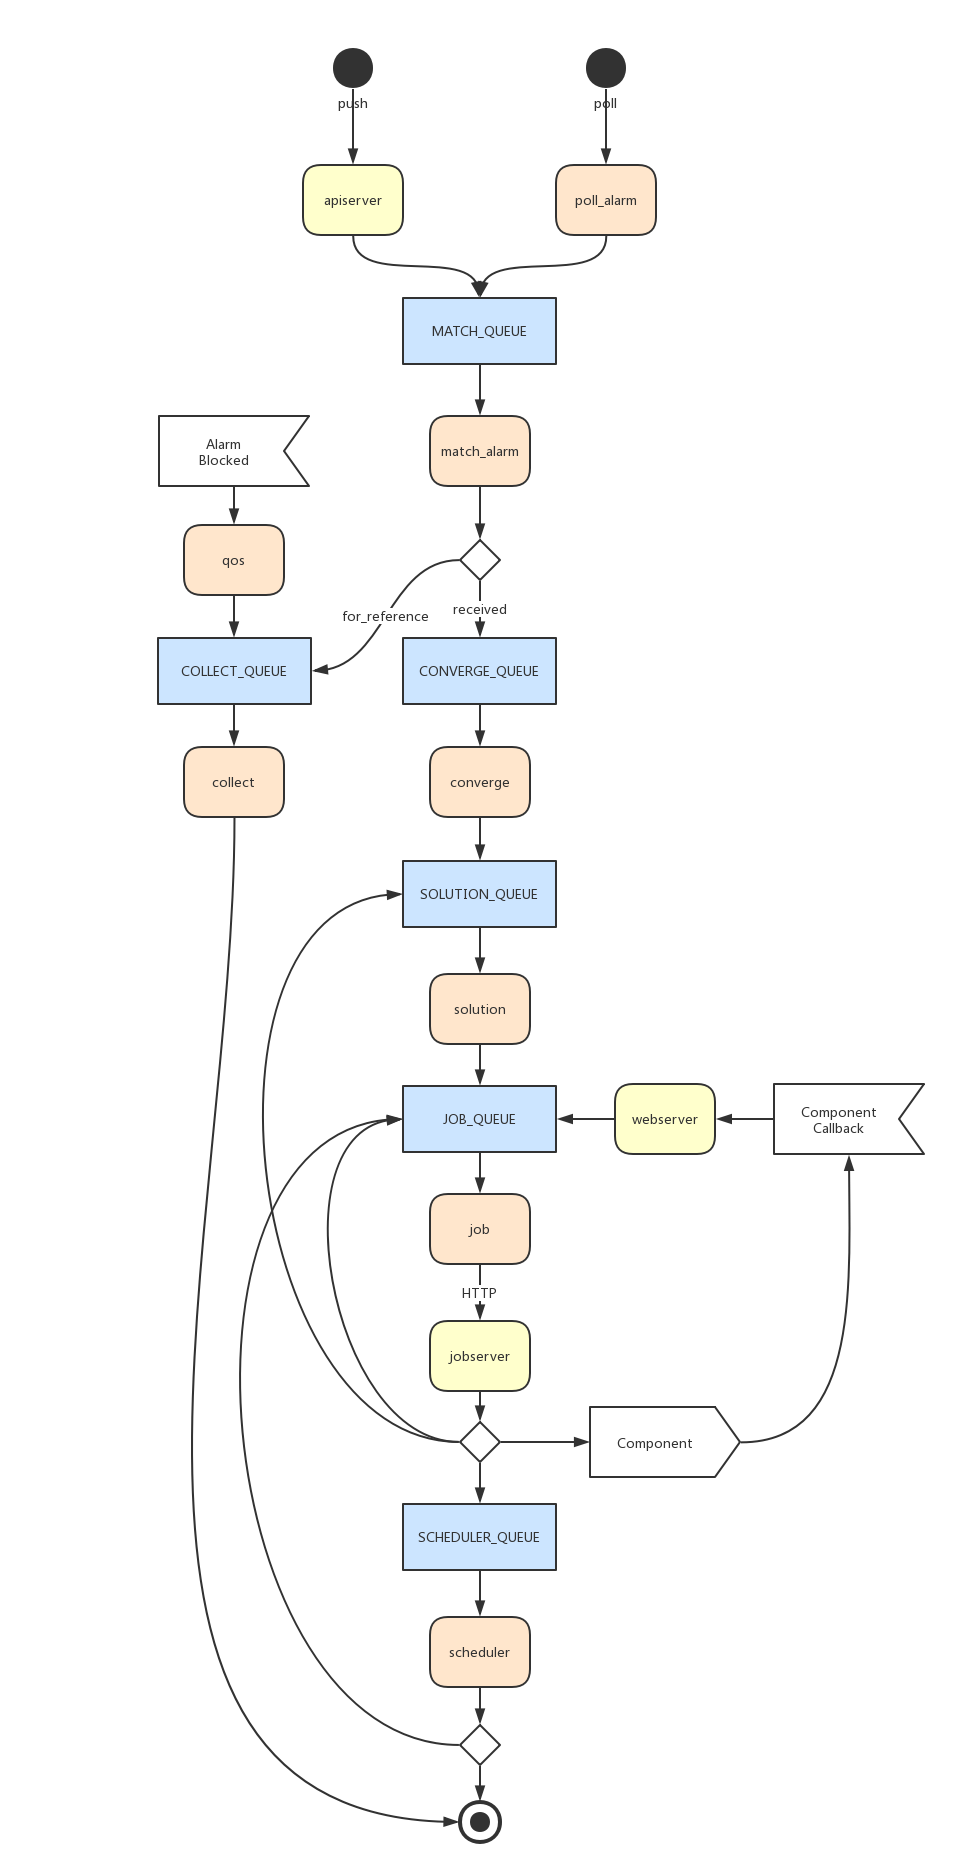 push
poll
apiserver
poll_alarm
MATCH_QUEUE
Alarm
Blocked
match_alarm
qos
for_reference
received
COLLECT_QUEUE
CONVERGE_QUEUE
collect
converge
SOLUTION_QUEUE
solution
JOB_QUEUE
webserver
Component
Callback
job
HTTP
jobserver
Component
SCHEDULER_QUEUE
scheduler